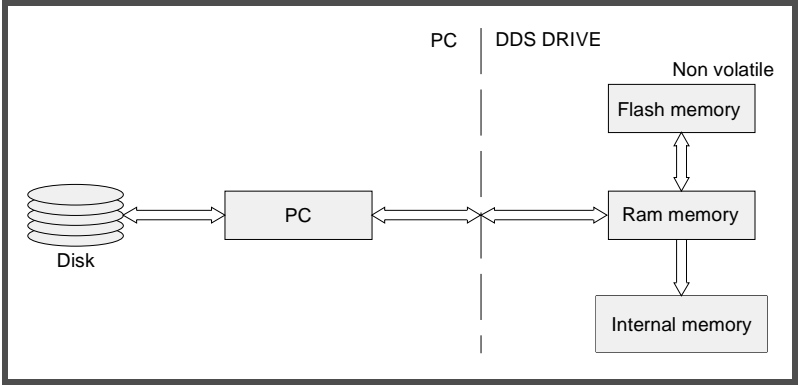 PC
DDS DRIVE
Non volatile
Flash memory
PC
Ram memory
Disk
Internal memory